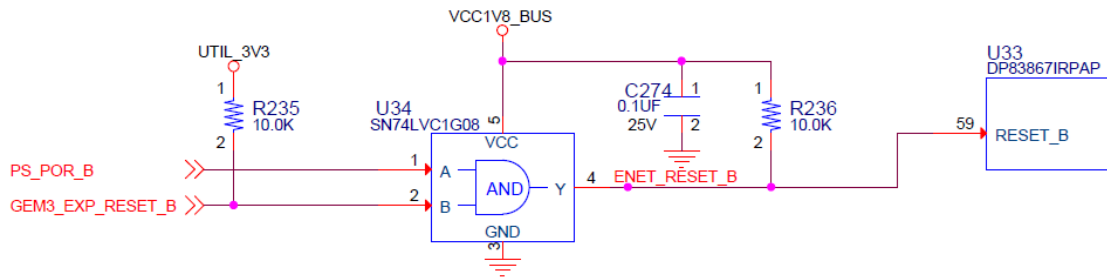 VCC1V8_BUS
UTIL_3V3
U33
DP83867IRPAP
1
R235
10.0K
2
U34
SN74LVC1G08
5
VCC
C274
0.1UF
25V
1
2
1
R236
10.0K
2
59
RESET_B
PS_POR_B
1
A
AND
Y
4
ENET_RESET_B
GEM3_EXP_RESET_B
2
B
GND
3